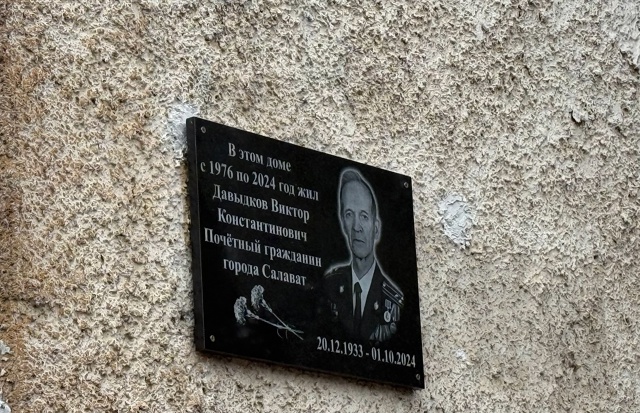 В этом доме
с 1976 по 2024 год жил
Давыдков Виктор
Константинович
Почётный гражданин
города Салават
20.12.1933 - 01.10.2024